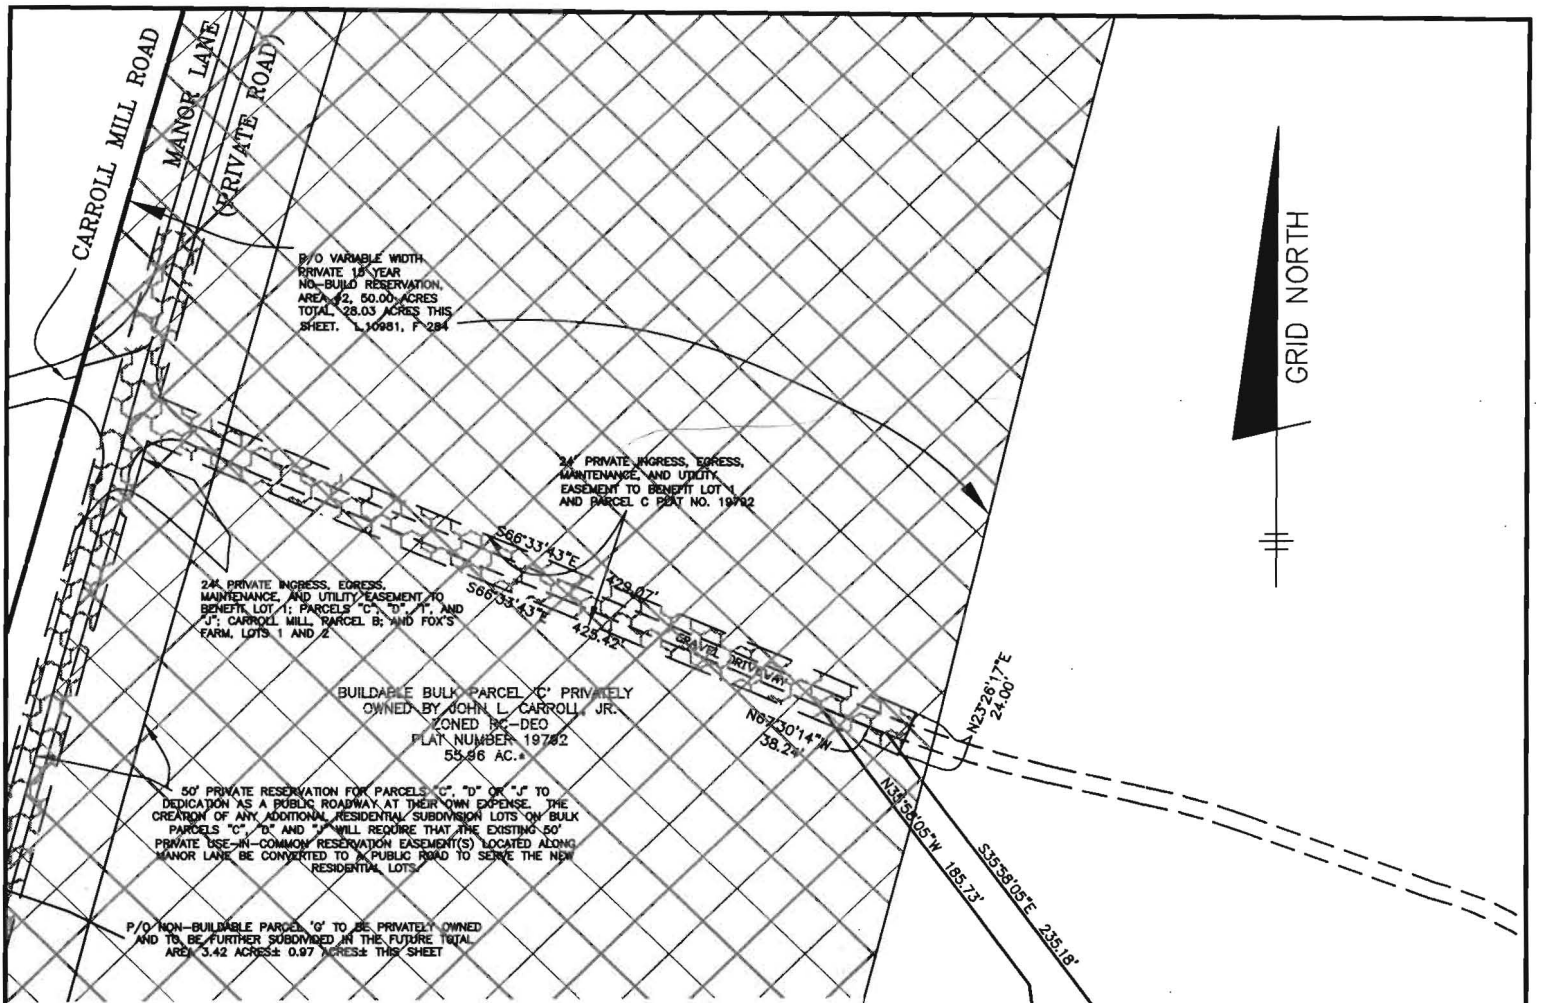 CARROLL MILL ROAD
MANOR LANE
(PRIVATE ROAD)
P/O VARIABLE WIDTH
PRIVATE 15 YEAR
NO-BUILD RESERVATION,
AREA #2, 50.00 ACRES
TOTAL, 28.03 ACRES THIS
SHEET. L.10981, F 284
GRID NORTH
24' PRIVATE INGRESS, EGRESS,
MAINTENANCE, AND UTILITY
EASEMENT TO BENEFIT LOT 1
AND PARCEL C PLAT NO. 19792
S66°33'43"E
429.07'
S66°33'43"E
425.42'
24' PRIVATE INGRESS, EGRESS,
MAINTENANCE, AND UTILITY EASEMENT TO
BENEFIT LOT 1; PARCELS "C", "D", "I", AND
"J"; CARROLL MILL, PARCEL B; AND FOX'S
FARM, LOTS 1 AND 2
GRAVEL DRIVEWAY
BUILDABLE BULK PARCEL 'C' PRIVATELY
OWNED BY JOHN L. CARROLL, JR.
ZONED RC-DEO
PLAT NUMBER 19792
55.96 AC.±
N23°26'17"E
24.00'
N67°30'14"W
38.24'
N35°58'05"W 185.73'
S35°58'05"E 235.18'
50' PRIVATE RESERVATION FOR PARCELS "C", "D" OR "J" TO
DEDICATION AS A PUBLIC ROADWAY AT THEIR OWN EXPENSE. THE
CREATION OF ANY ADDITIONAL RESIDENTIAL SUBDIVISION LOTS ON BULK
PARCELS "C", "D" AND "J" WILL REQUIRE THAT THE EXISTING 50'
PRIVATE USE-IN-COMMON RESERVATION EASEMENT(S) LOCATED ALONG
MANOR LANE BE CONVERTED TO A PUBLIC ROAD TO SERVE THE NEW
RESIDENTIAL LOTS.
P/O NON-BUILDABLE PARCEL 'G' TO BE PRIVATELY OWNED
AND TO BE FURTHER SUBDIVIDED IN THE FUTURE TOTAL
AREA 3.42 ACRES± 0.97 ACRES± THIS SHEET